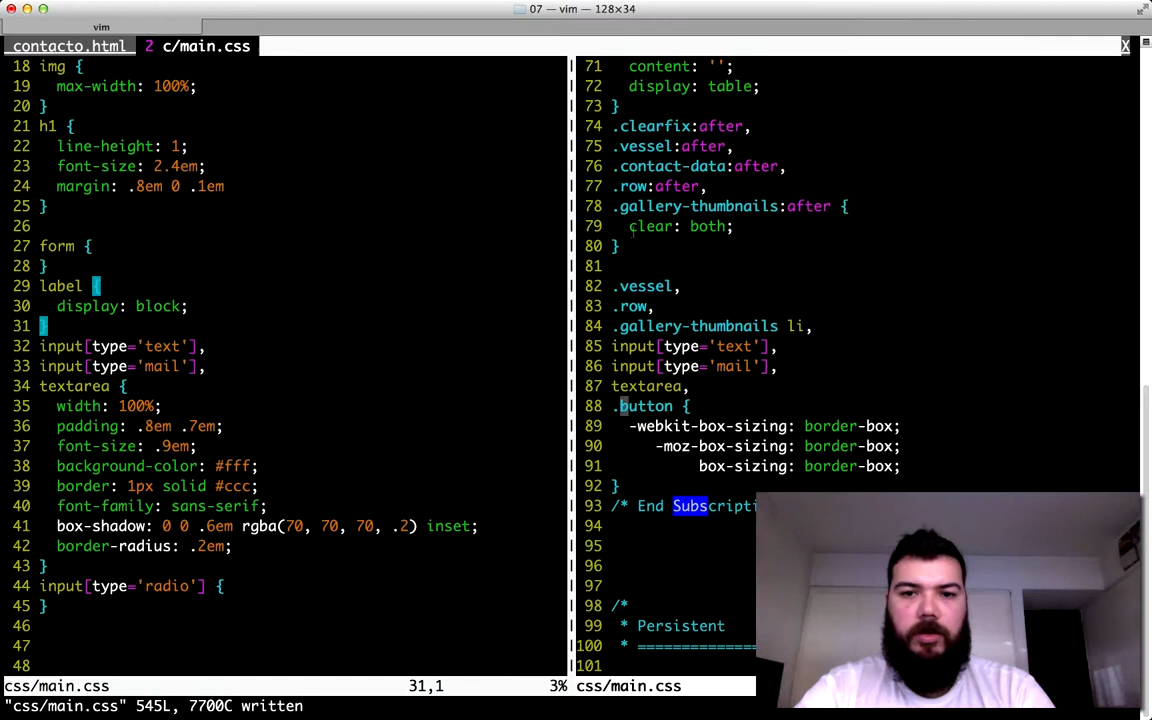 07 — vim — 128×34
vim
contacto.html 2 c/main.css X
18 img {
19 max-width: 100%;
20 }
21 h1 {
22 line-height: 1;
23 font-size: 2.4em;
24 margin: .8em 0 .1em
25 }
26
27 form {
28 }
29 label {
30 display: block;
31 }
32 input[type='text'],
33 input[type='mail'],
34 textarea {
35 width: 100%;
36 padding: .8em .7em;
37 font-size: .9em;
38 background-color: #fff;
39 border: 1px solid #ccc;
40 font-family: sans-serif;
41 box-shadow: 0 0 .6em rgba(70, 70, 70, .2) inset;
42 border-radius: .2em;
43 }
44 input[type='radio'] {
45 }
46
47
48
css/main.css 31,1 3%
"css/main.css" 545L, 7700C written
71 content: '';
72 display: table;
73 }
74 .clearfix:after,
75 .vessel:after,
76 .contact-data:after,
77 .row:after,
78 .gallery-thumbnails:after {
79 clear: both;
80 }
81
82 .vessel,
83 .row,
84 .gallery-thumbnails li,
85 input[type='text'],
86 input[type='mail'],
87 textarea,
88 .button {
89 -webkit-box-sizing: border-box;
90 -moz-box-sizing: border-box;
91 box-sizing: border-box;
92 }
93 /* End Subscripti
94
95
96
97
98 /*
99 * Persistent
100 * =============
101
css/main.css